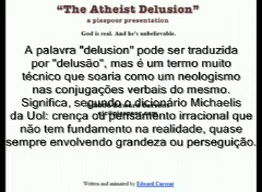 "The Atheist Delusion"
a piespoor presentation
God is real. And he's unbelievable.
A palavra "delusion" pode ser traduzida
por "delusão", mas é um termo muito
técnico que soaria como um neologismo
nas conjugações verbais do mesmo.
Significa, segundo o dicionário Michaelis
da Uol: crença ou pensamento irracional que
não tem fundamento na realidade, quase
sempre envolvendo grandeza ou perseguição.
Written and animated by Edward Current